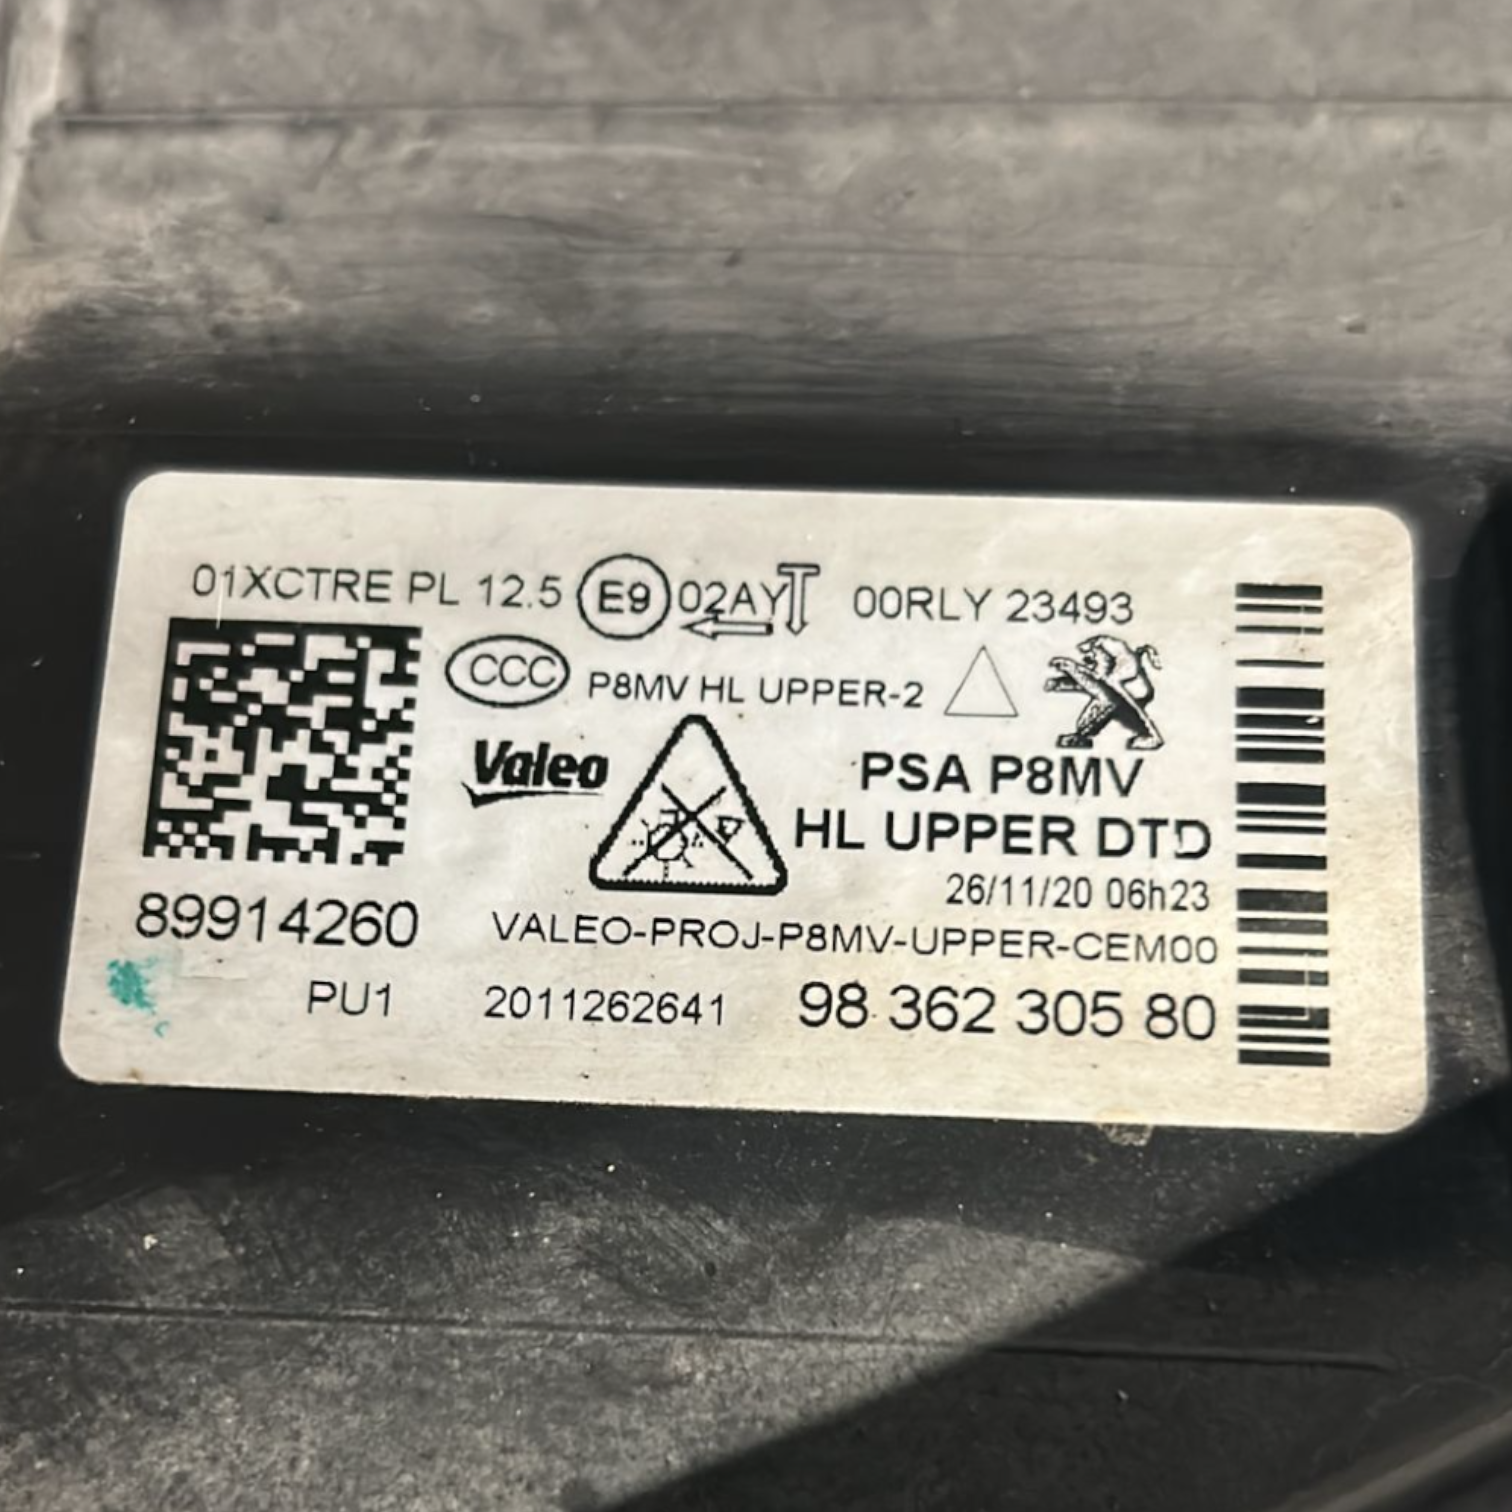 01XCTRE PL 12.5 E9 02AY 00RLY 23493
CCC P8MV HL UPPER-2
Valeo
PSA P8MV
HL UPPER DTD
26/11/20 06h23
89914260
VALEO-PROJ-P8MV-UPPER-CEM00
PU1 2011262641 98 362 305 80